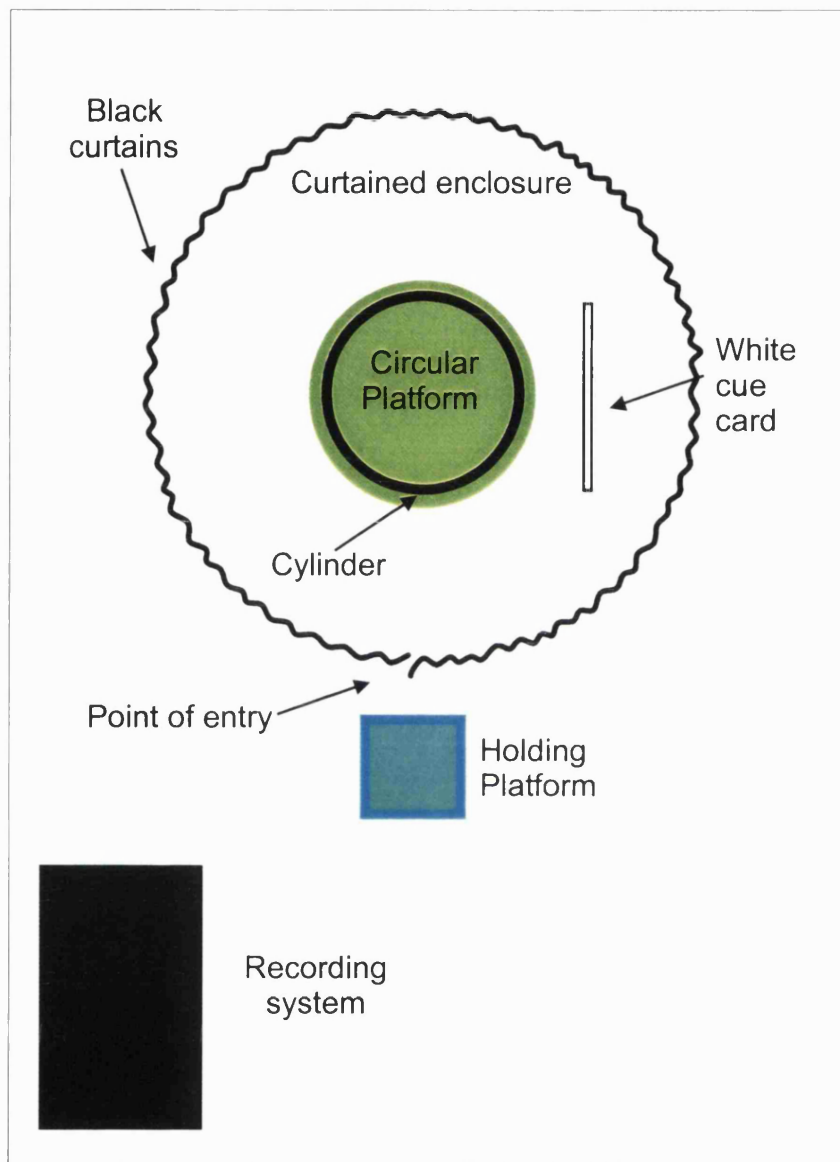 Black
curtains
Curtained enclosure
Circular
Platform
White
cue
card
Cylinder
Point of entry
Holding
Platform
Recording
system